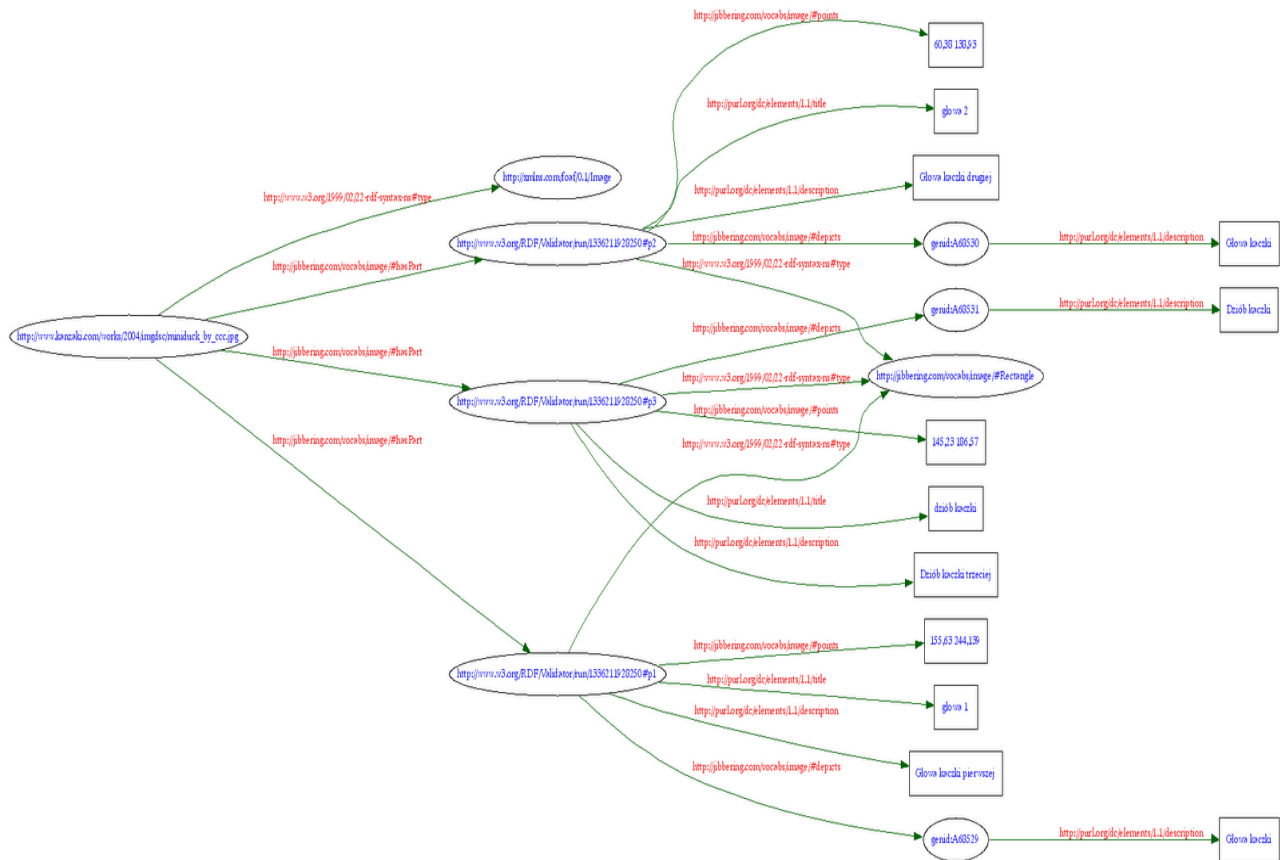 http://jibbering.com/vocabs/image/#points
60,38 138,93
http://purl.org/dc/elements/1.1/title
głowa 2
http://xmlns.com/foaf/0.1/Image
Głowa kaczki drugiej
http://www.w3.org/1999/02/22-rdf-syntax-ns#type
http://purl.org/dc/elements/1.1/description
http://www.w3.org/RDF/Validator/run/1336211928250#p2
http://jibbering.com/vocabs/image/#depicts
genid:A68530
http://purl.org/dc/elements/1.1/description
Głowa kaczki
http://jibbering.com/vocabs/image/#hasPart
http://www.w3.org/1999/02/22-rdf-syntax-ns#type
genid:A68531
http://purl.org/dc/elements/1.1/description
Dziób kaczki
http://www.kanzaki.com/works/2004/imgdsc/miniduck_by_ccc.jpg
http://jibbering.com/vocabs/image/#depicts
http://jibbering.com/vocabs/image/#hasPart
http://www.w3.org/1999/02/22-rdf-syntax-ns#type
http://jibbering.com/vocabs/image/#Rectangle
http://www.w3.org/RDF/Validator/run/1336211928250#p3
http://jibbering.com/vocabs/image/#points
145,23 186,57
http://jibbering.com/vocabs/image/#hasPart
http://www.w3.org/1999/02/22-rdf-syntax-ns#type
http://purl.org/dc/elements/1.1/title
dziób kaczki
http://purl.org/dc/elements/1.1/description
Dziób kaczki trzeciej
http://jibbering.com/vocabs/image/#points
155,63 244,139
http://www.w3.org/RDF/Validator/run/1336211928250#p1
http://purl.org/dc/elements/1.1/title
głowa 1
http://purl.org/dc/elements/1.1/description
Głowa kaczki pierwszej
http://jibbering.com/vocabs/image/#depicts
genid:A68529
http://purl.org/dc/elements/1.1/description
Głowa kaczki